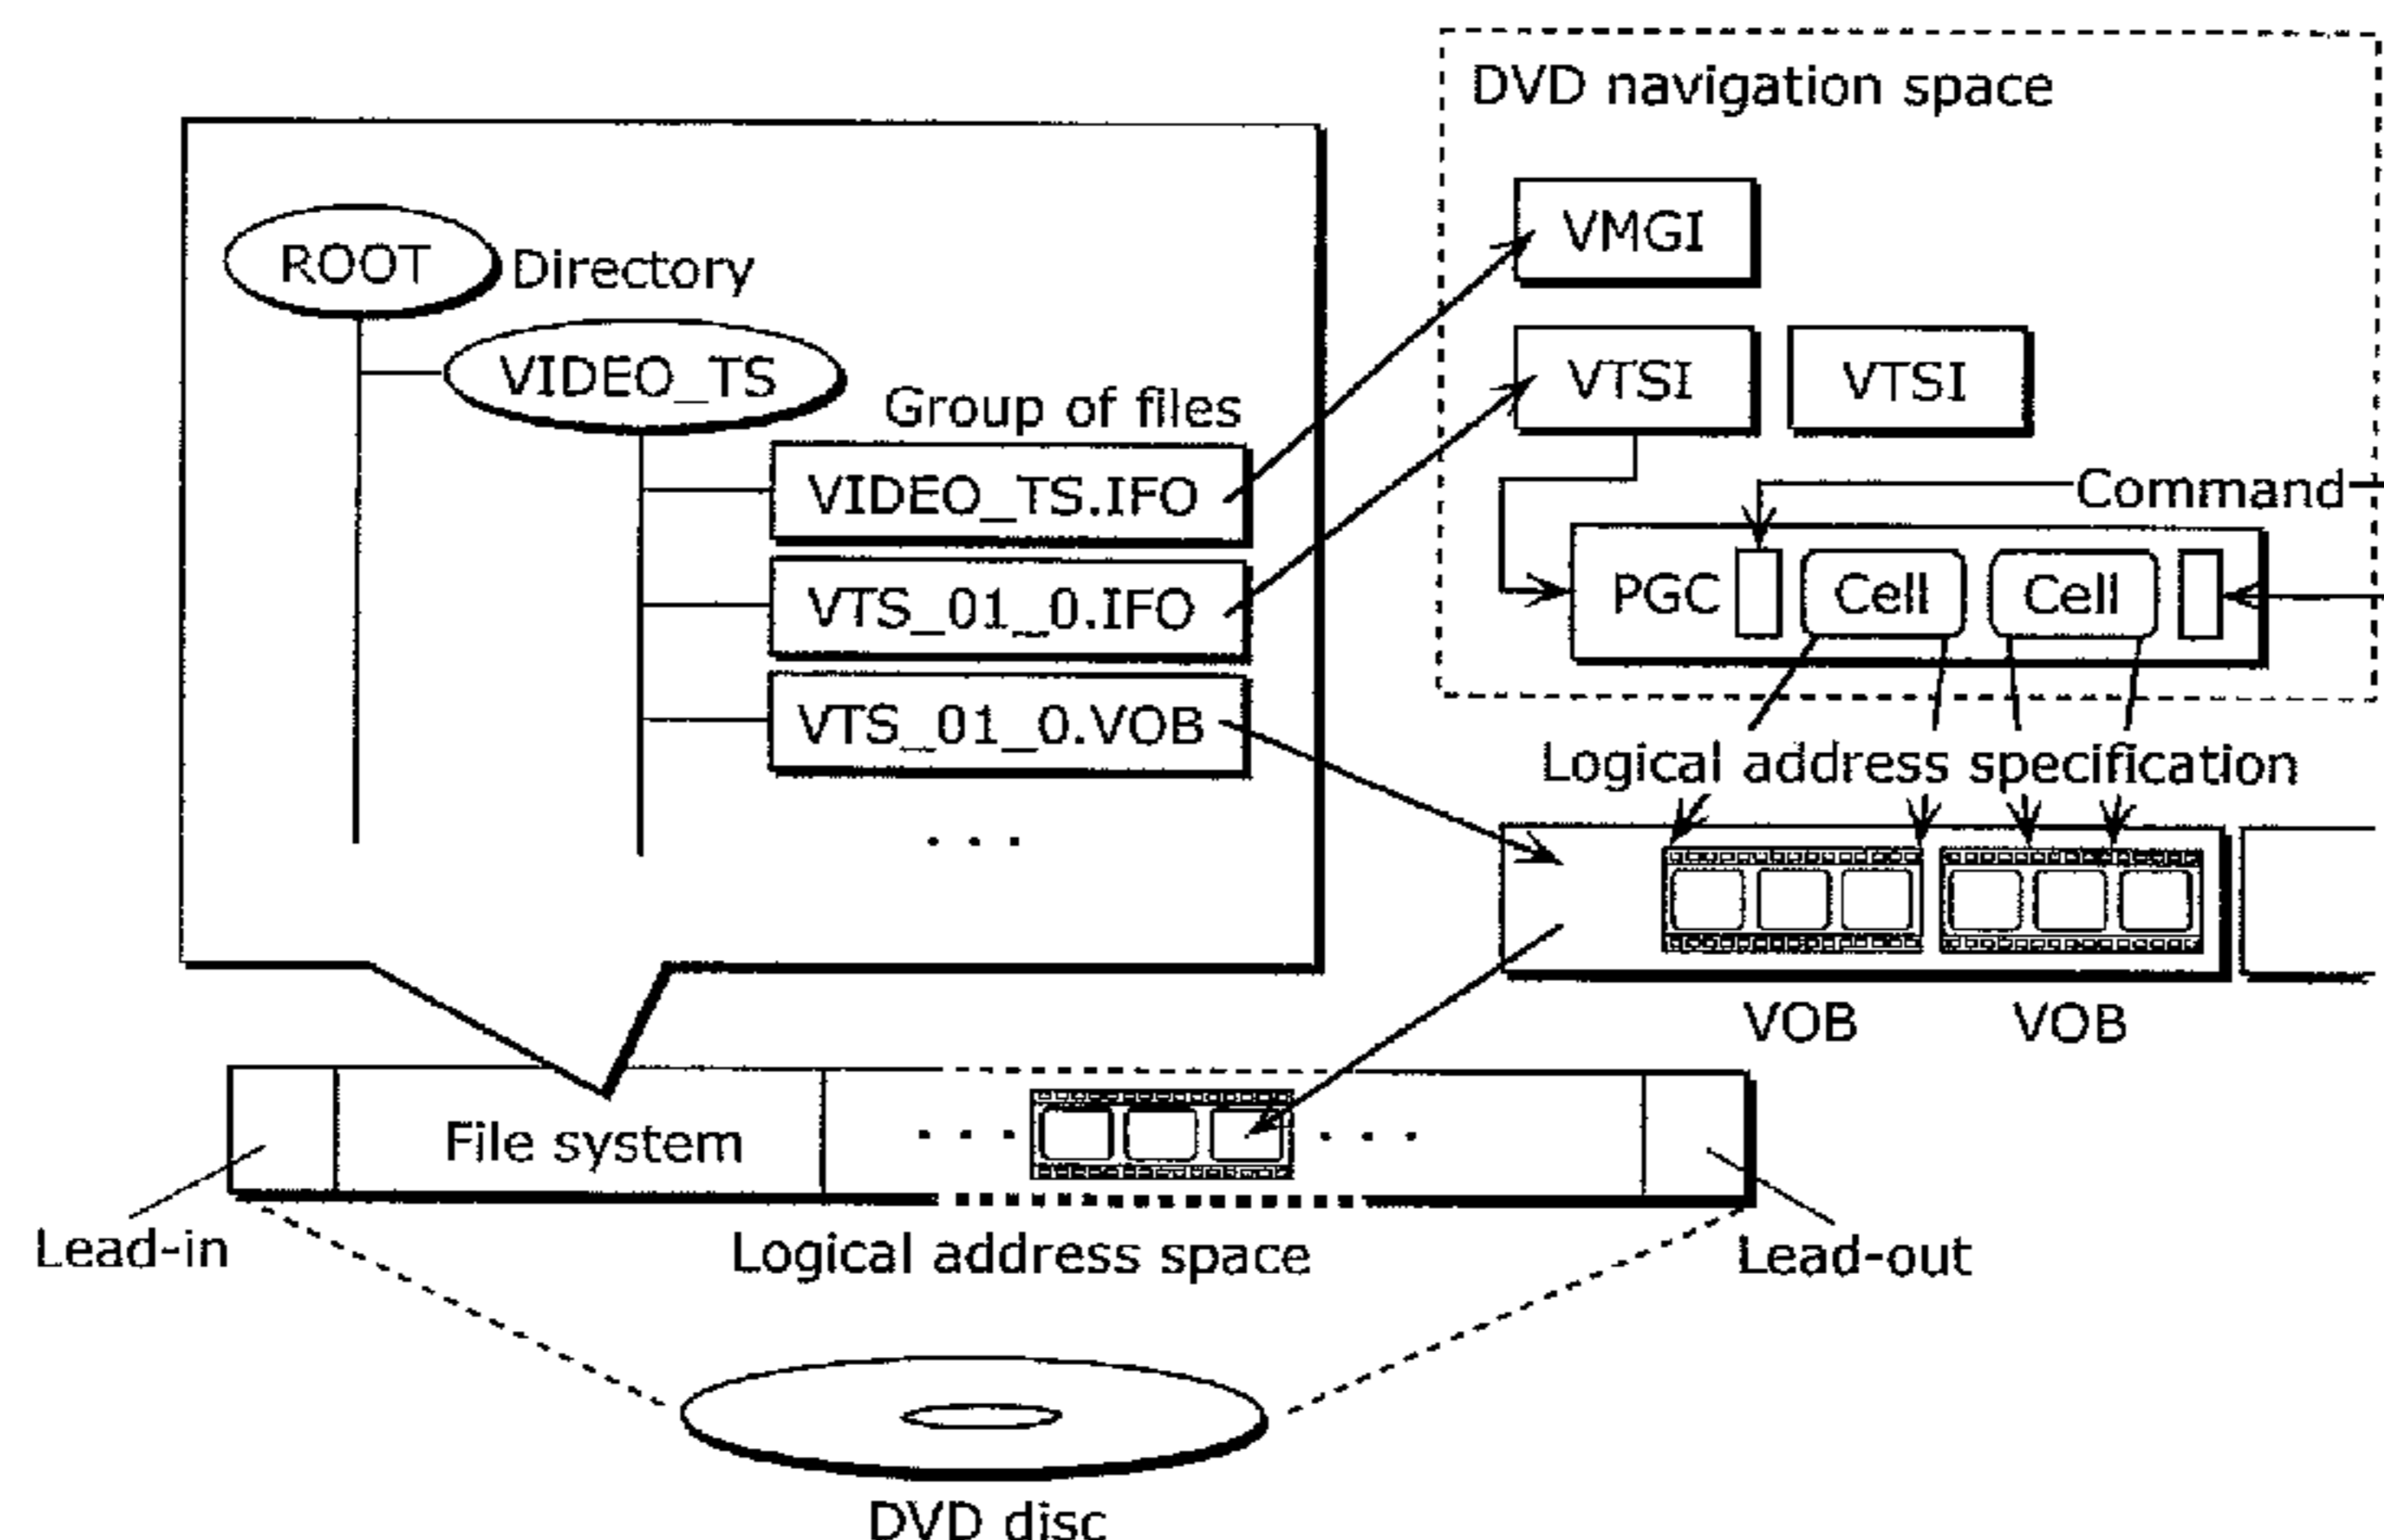 DVD navigation space
VMGI
ROOT
Directory
VIDEO_TS
VTSI
VTSI
Group of files
VIDEO_TS.IFO
Command
VTS_01_0.IFO
PGC
Cell
Cell
VTS_01_0.VOB
Logical address specification
. . .
VOB
VOB
File system
. . .
. . .
Lead-in
Logical address space
Lead-out
DVD disc